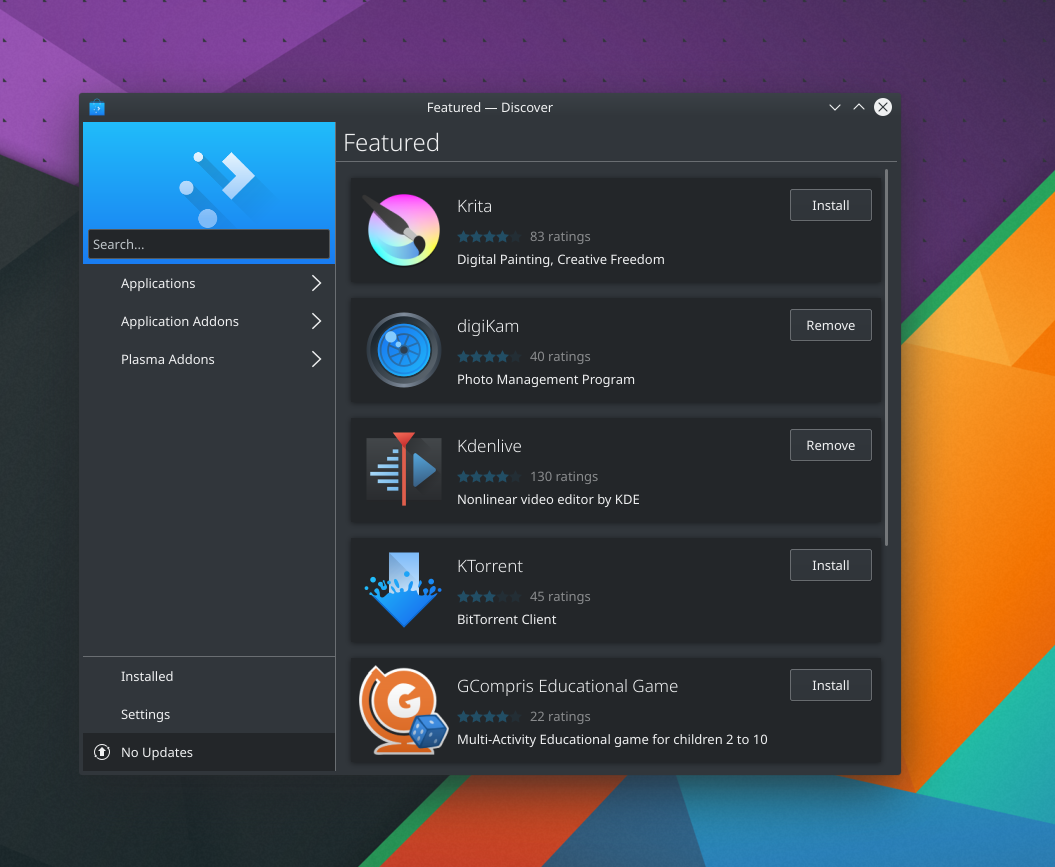 Featured — Discover
Search...
Applications
Application Addons
Plasma Addons
Installed
Settings
No Updates
Featured
Krita
Install
83 ratings
Digital Painting, Creative Freedom
digiKam
Remove
40 ratings
Photo Management Program
Kdenlive
Remove
130 ratings
Nonlinear video editor by KDE
KTorrent
Install
45 ratings
BitTorrent Client
G
GCompris Educational Game
Install
22 ratings
Multi-Activity Educational game for children 2 to 10